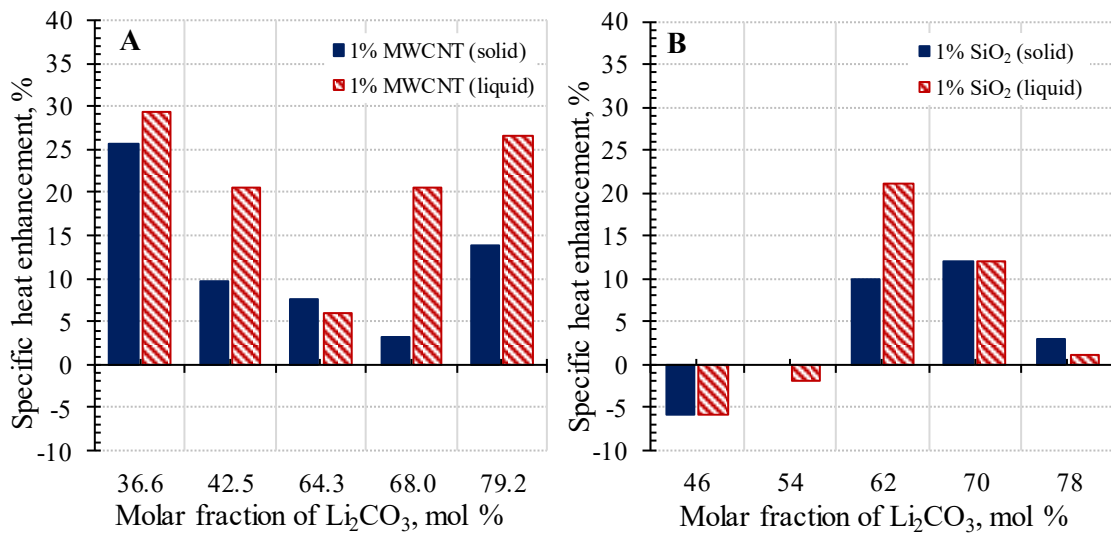 A
1% MWCNT (solid)
1% MWCNT (liquid)
Specific heat enhancement, %
40
35
30
25
20
15
10
5
0
-5
-10
36.6 42.5 64.3 68.0 79.2
Molar fraction of Li₂CO₃, mol %
B
1% SiO₂ (solid)
1% SiO₂ (liquid)
Specific heat enhancement, %
40
35
30
25
20
15
10
5
0
-5
-10
46 54 62 70 78
Molar fraction of Li₂CO₃, mol %